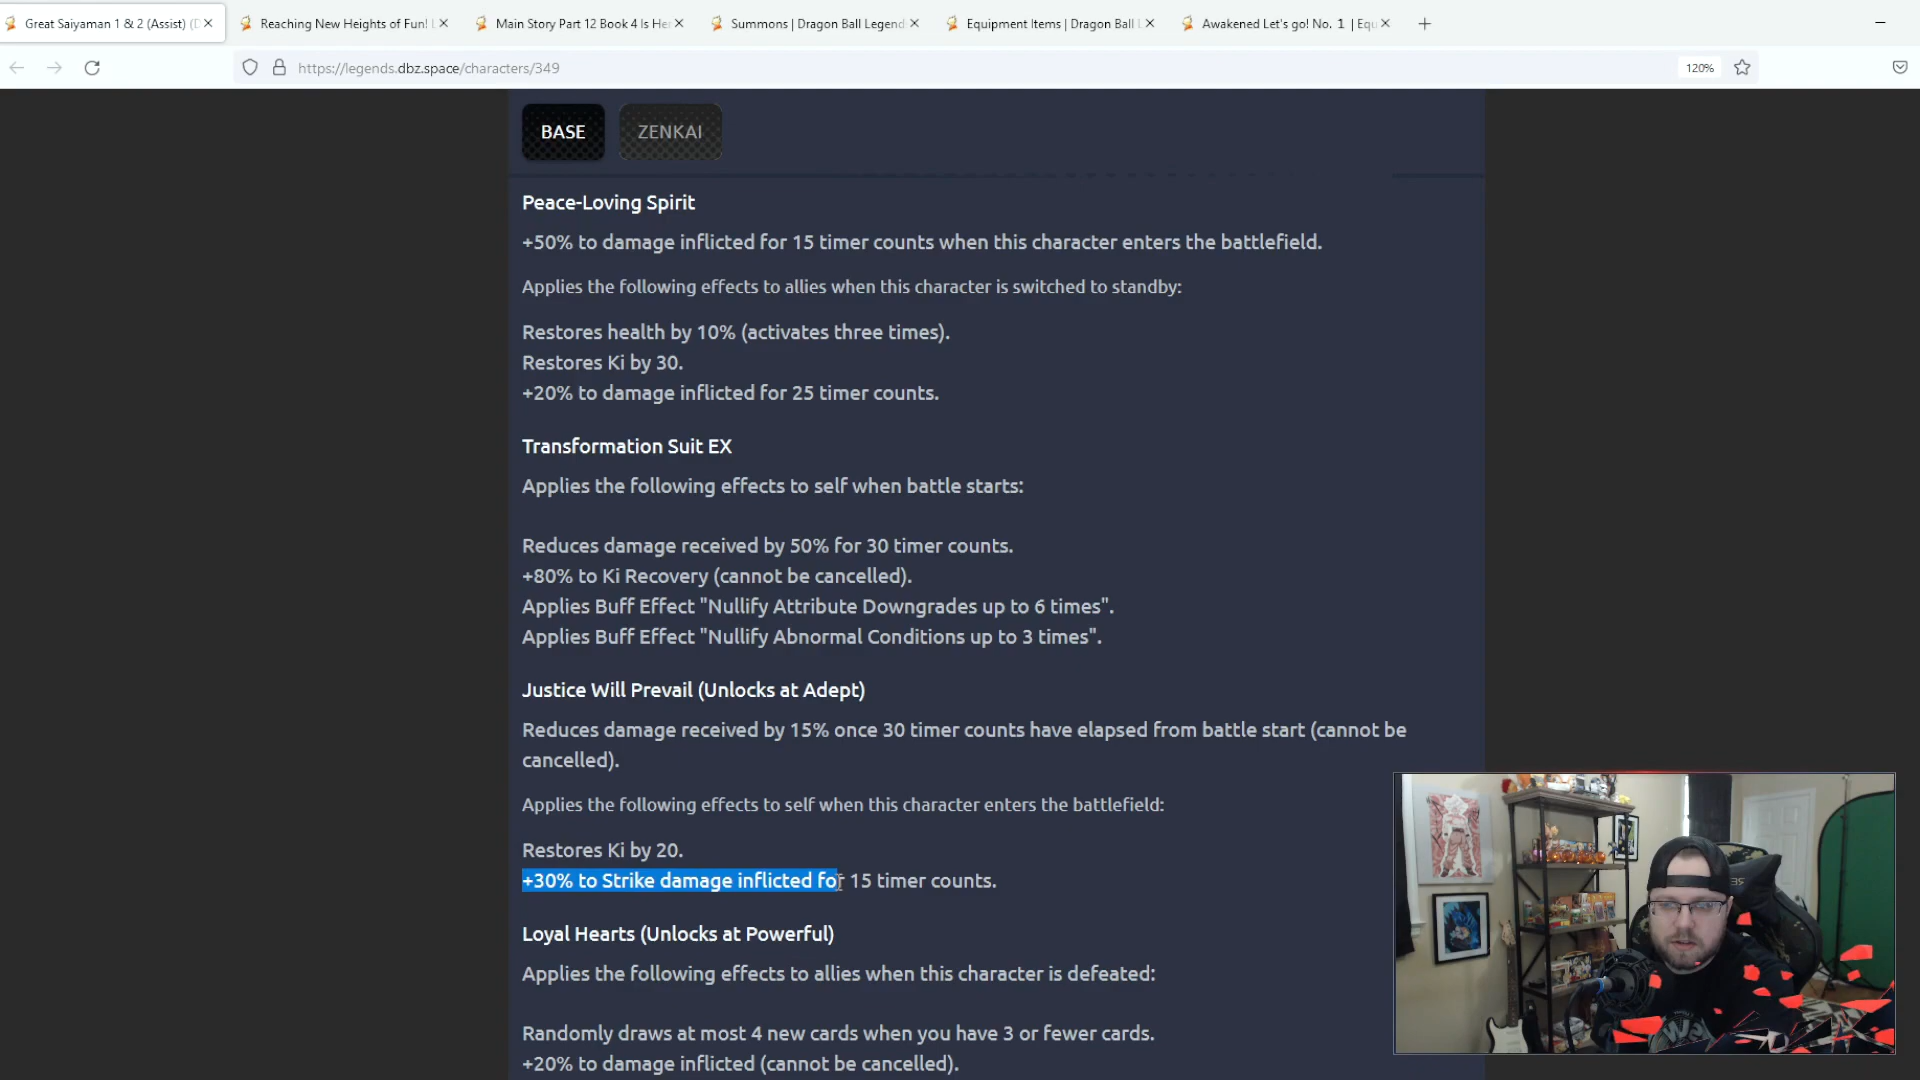 Great Saiyaman 1 & 2 (Assist) (D
Reaching New Heights of Fun!
Main Story Part 12 Book 4 Is He
Summons | Dragon Ball Legend
Equipment Items | Dragon Ball
Awakened Let's go! No. 1 | Equ
https://legends.dbz.space/characters/349
120%
BASE
ZENKAI
Peace-Loving Spirit
+50% to damage inflicted for 15 timer counts when this character enters the battlefield.
Applies the following effects to allies when this character is switched to standby:
Restores health by 10% (activates three times).
Restores Ki by 30.
+20% to damage inflicted for 25 timer counts.
Transformation Suit EX
Applies the following effects to self when battle starts:
Reduces damage received by 50% for 30 timer counts.
+80% to Ki Recovery (cannot be cancelled).
Applies Buff Effect "Nullify Attribute Downgrades up to 6 times".
Applies Buff Effect "Nullify Abnormal Conditions up to 3 times".
Justice Will Prevail (Unlocks at Adept)
Reduces damage received by 15% once 30 timer counts have elapsed from battle start (cannot be
cancelled).
Applies the following effects to self when this character enters the battlefield:
Restores Ki by 20.
+30% to Strike damage inflicted for 15 timer counts.
Loyal Hearts (Unlocks at Powerful)
Applies the following effects to allies when this character is defeated:
Randomly draws at most 4 new cards when you have 3 or fewer cards.
+20% to damage inflicted (cannot be cancelled).